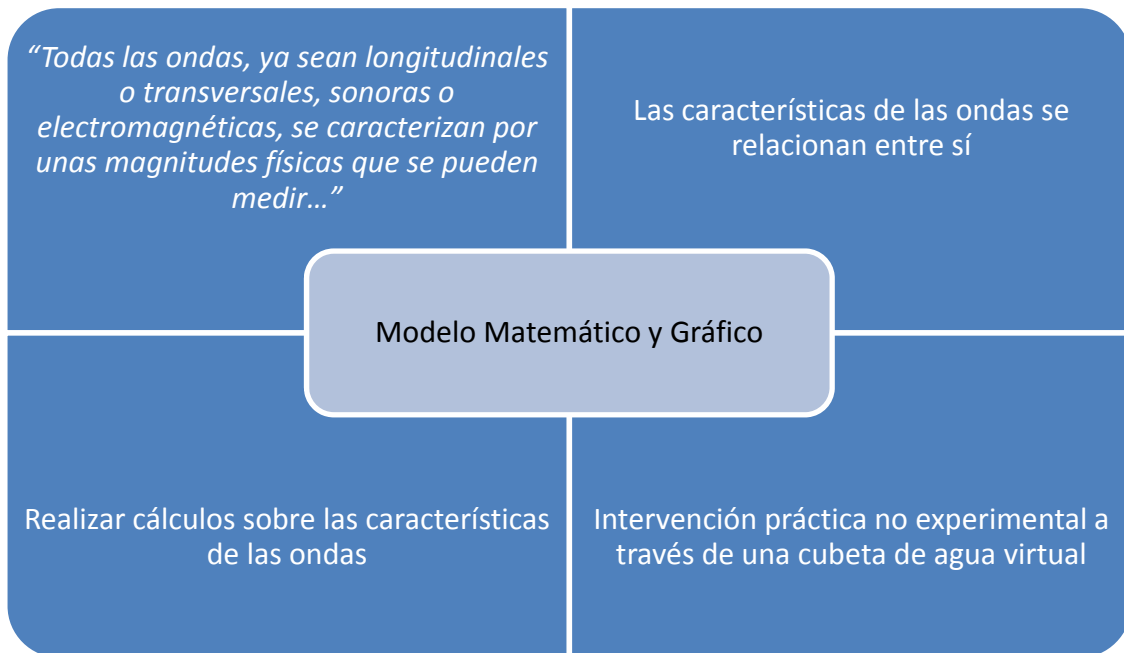 “Todas las ondas, ya sean longitudinales
o transversales, sonoras o
electromagnéticas, se caracterizan por
unas magnitudes físicas que se pueden
medir…”
Las características de las ondas se
relacionan entre sí
Modelo Matemático y Gráfico
Realizar cálculos sobre las características
de las ondas
Intervención práctica no experimental a
través de una cubeta de agua virtual